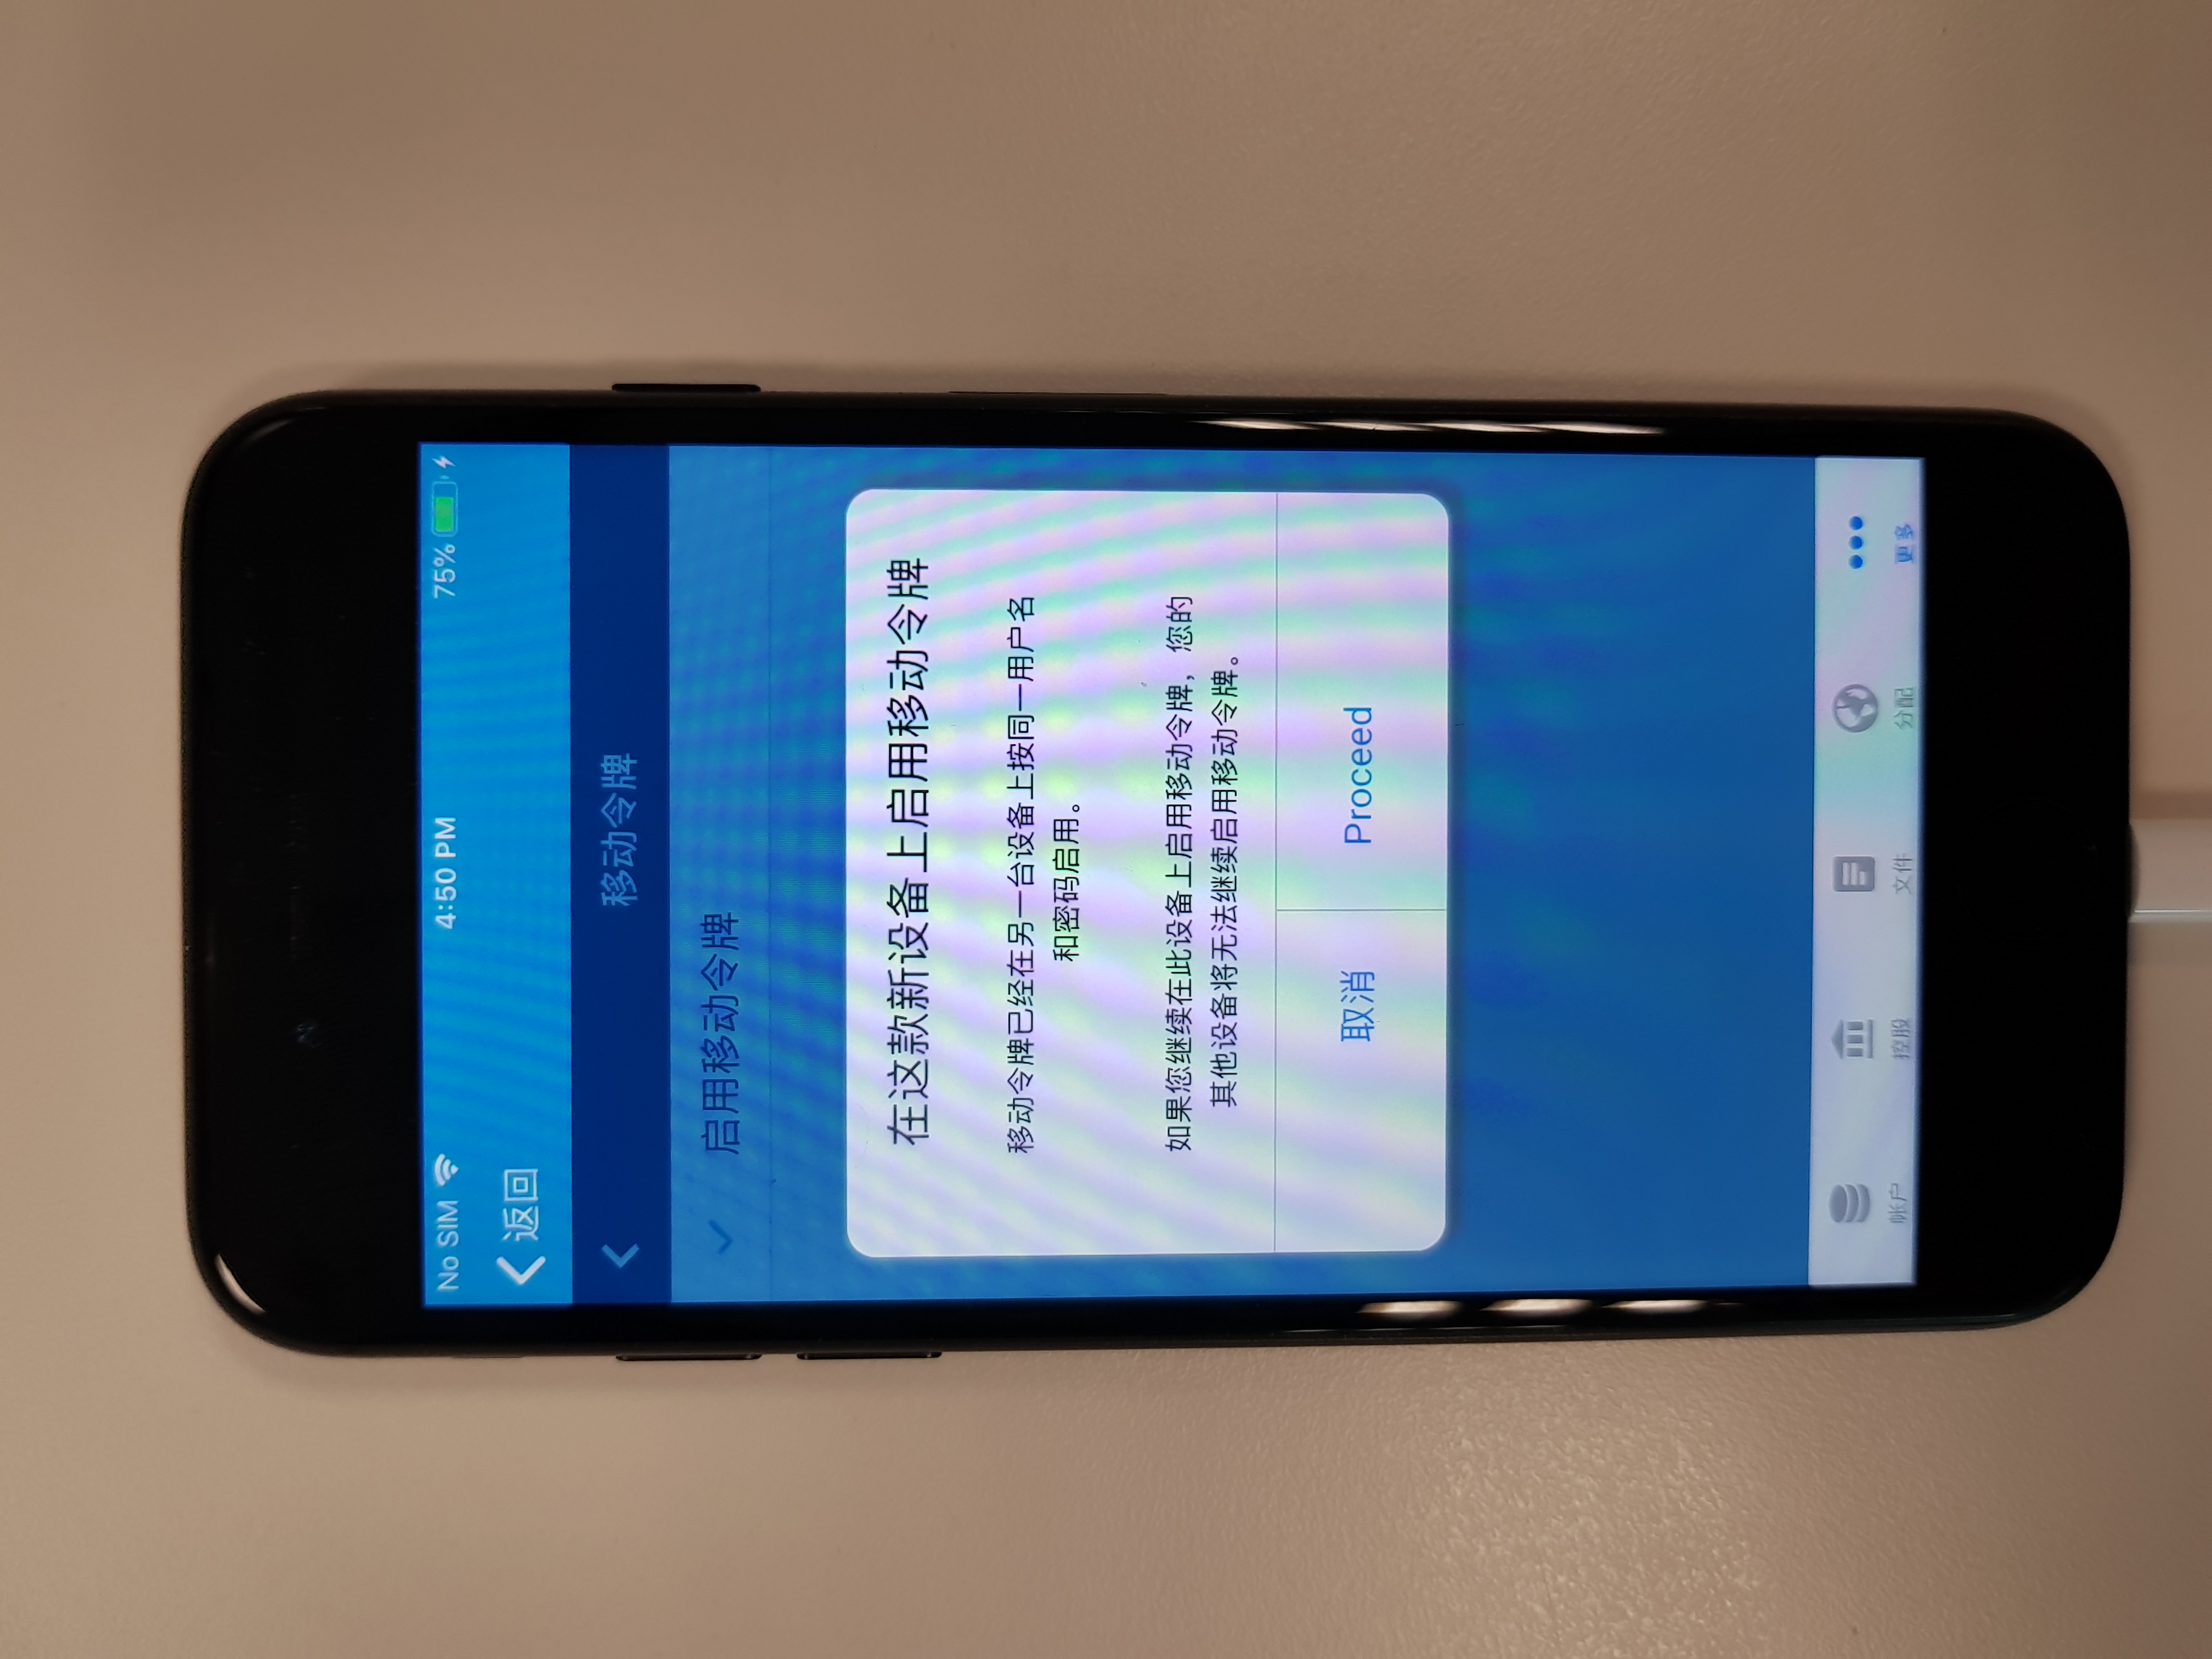 No SIM 4:50 PM 75%
返回
移动令牌
启用移动令牌
在这款新设备上启用移动令牌
移动令牌已经在另一台设备上按同一用户名
和密码启用。
如果您继续在此设备上启用移动令牌，您的
其他设备将无法继续启用移动令牌。
取消 Proceed
帐户 控股 文件 分配 更多